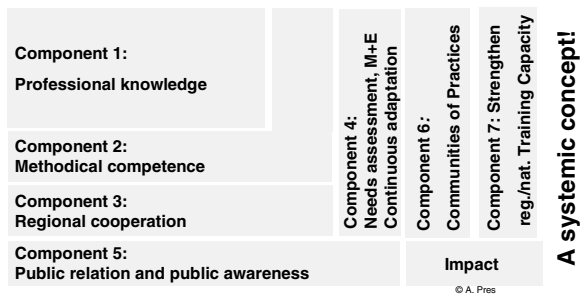 Component 1:
Professional knowledge
Component 2:
Methodical competence
Component 3:
Regional cooperation
Component 4:
Needs assessment, M+E
Continuous adaptation
Component 6:
Communities of Practices
Component 7: Strengthen
reg./nat. Training Capacity
A systemic concept!
Component 5:
Public relation and public awareness
Impact
© A. Pres